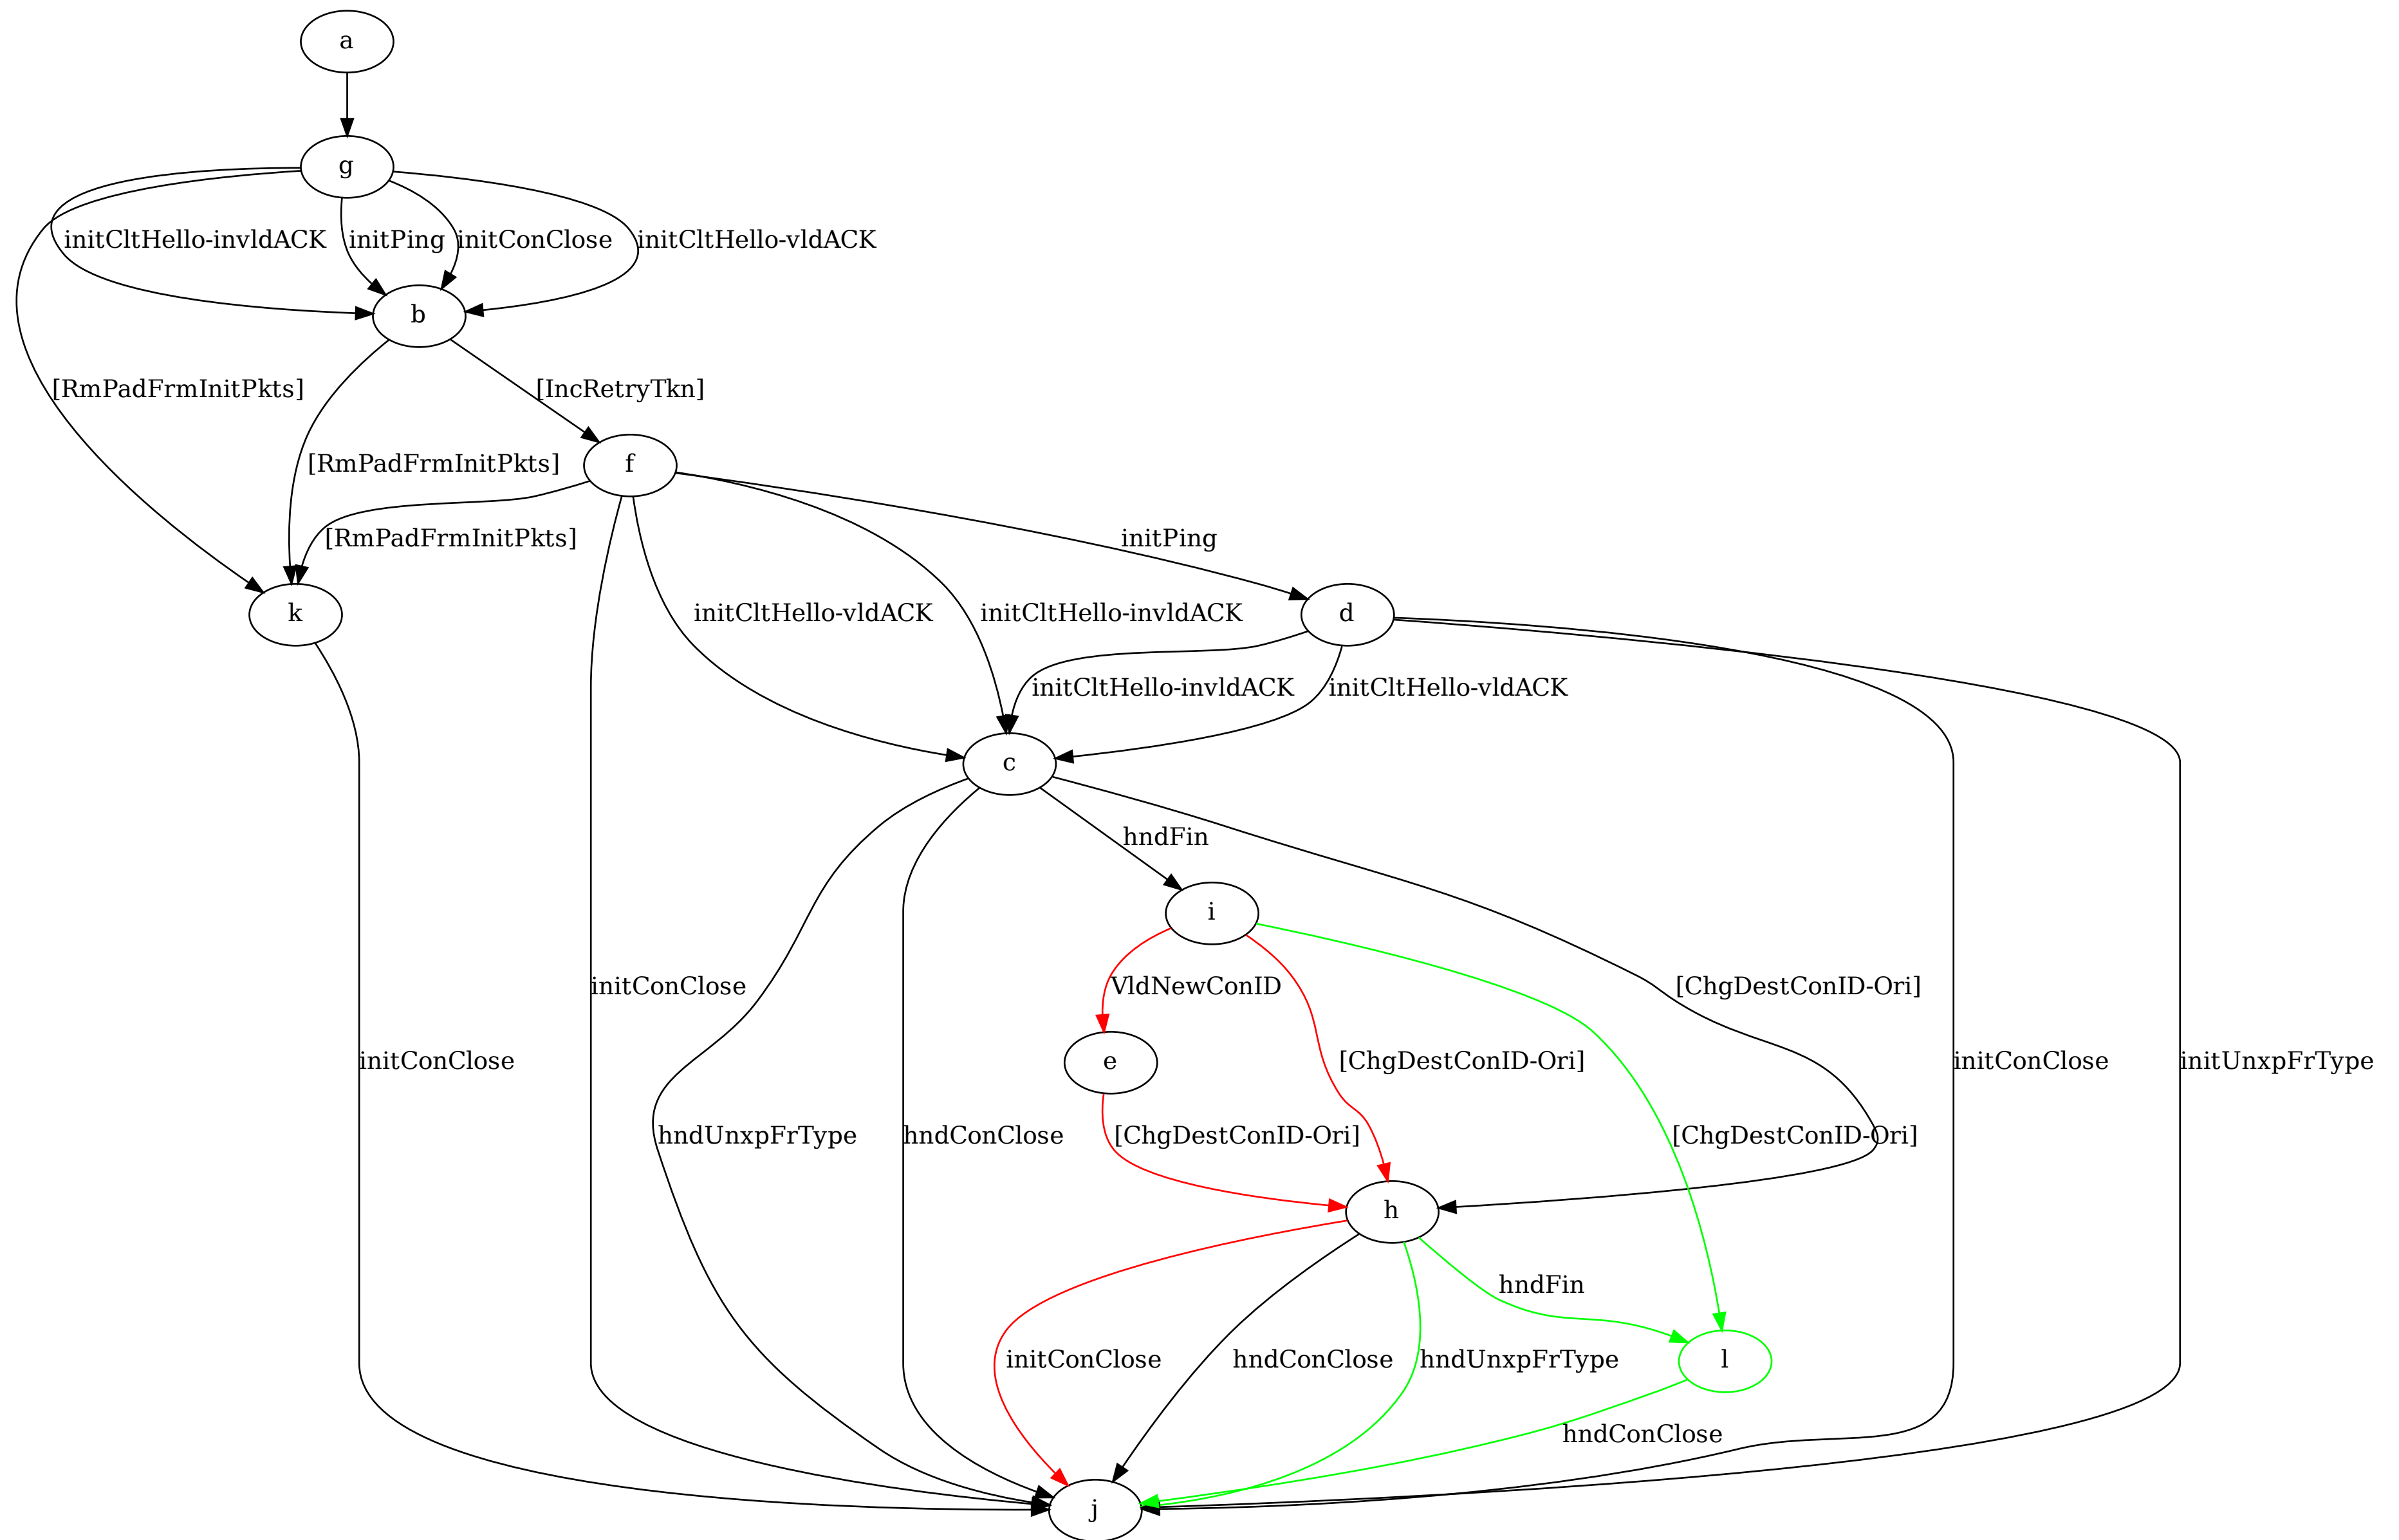 a
g
initCltHello-invldACK
initPing
initConClose
initCltHello-vldACK
b
[RmPadFrmInitPkts]
[IncRetryTkn]
f
[RmPadFrmInitPkts]
[RmPadFrmInitPkts]
initPing
k
initCltHello-vldACK
initCltHello-invldACK
d
initCltHello-invldACK
initCltHello-vldACK
c
hndFin
i
initConClose
VldNewConID
[ChgDestConID-Ori]
initConClose
e
[ChgDestConID-Ori]
initConClose
initUnxpFrType
hndUnxpFrType
hndConClose
[ChgDestConID-Ori]
[ChgDestConID-Ori]
h
hndFin
initConClose
hndConClose
hndUnxpFrType
l
hndConClose
j